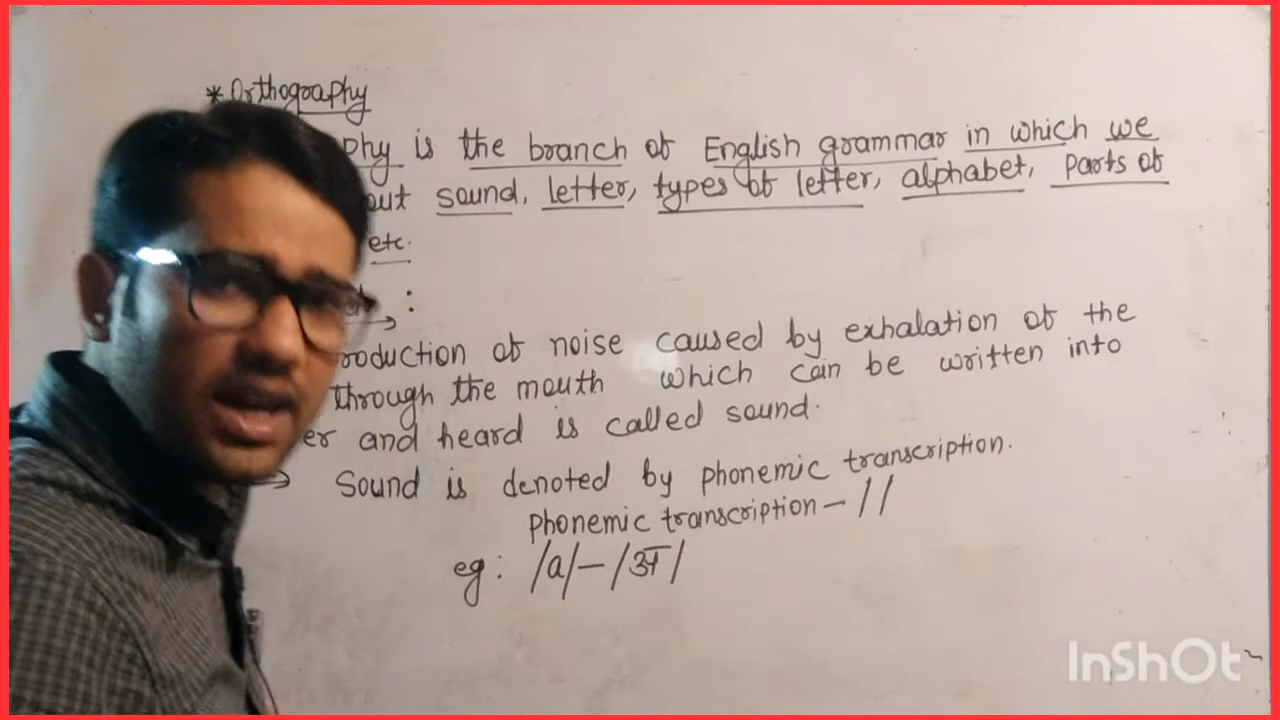 * Orthography
phy is the branch of English grammar in which we
out sound, letter, types of letter, alphabet, parts of
etc.
:
roduction of noise caused by exhalation of the
through the mouth which can be written into
er and heard is called sound.
→ Sound is denoted by phonemic transcription.
phonemic transcription – //
eg: /a/ – /अ/
InShOt